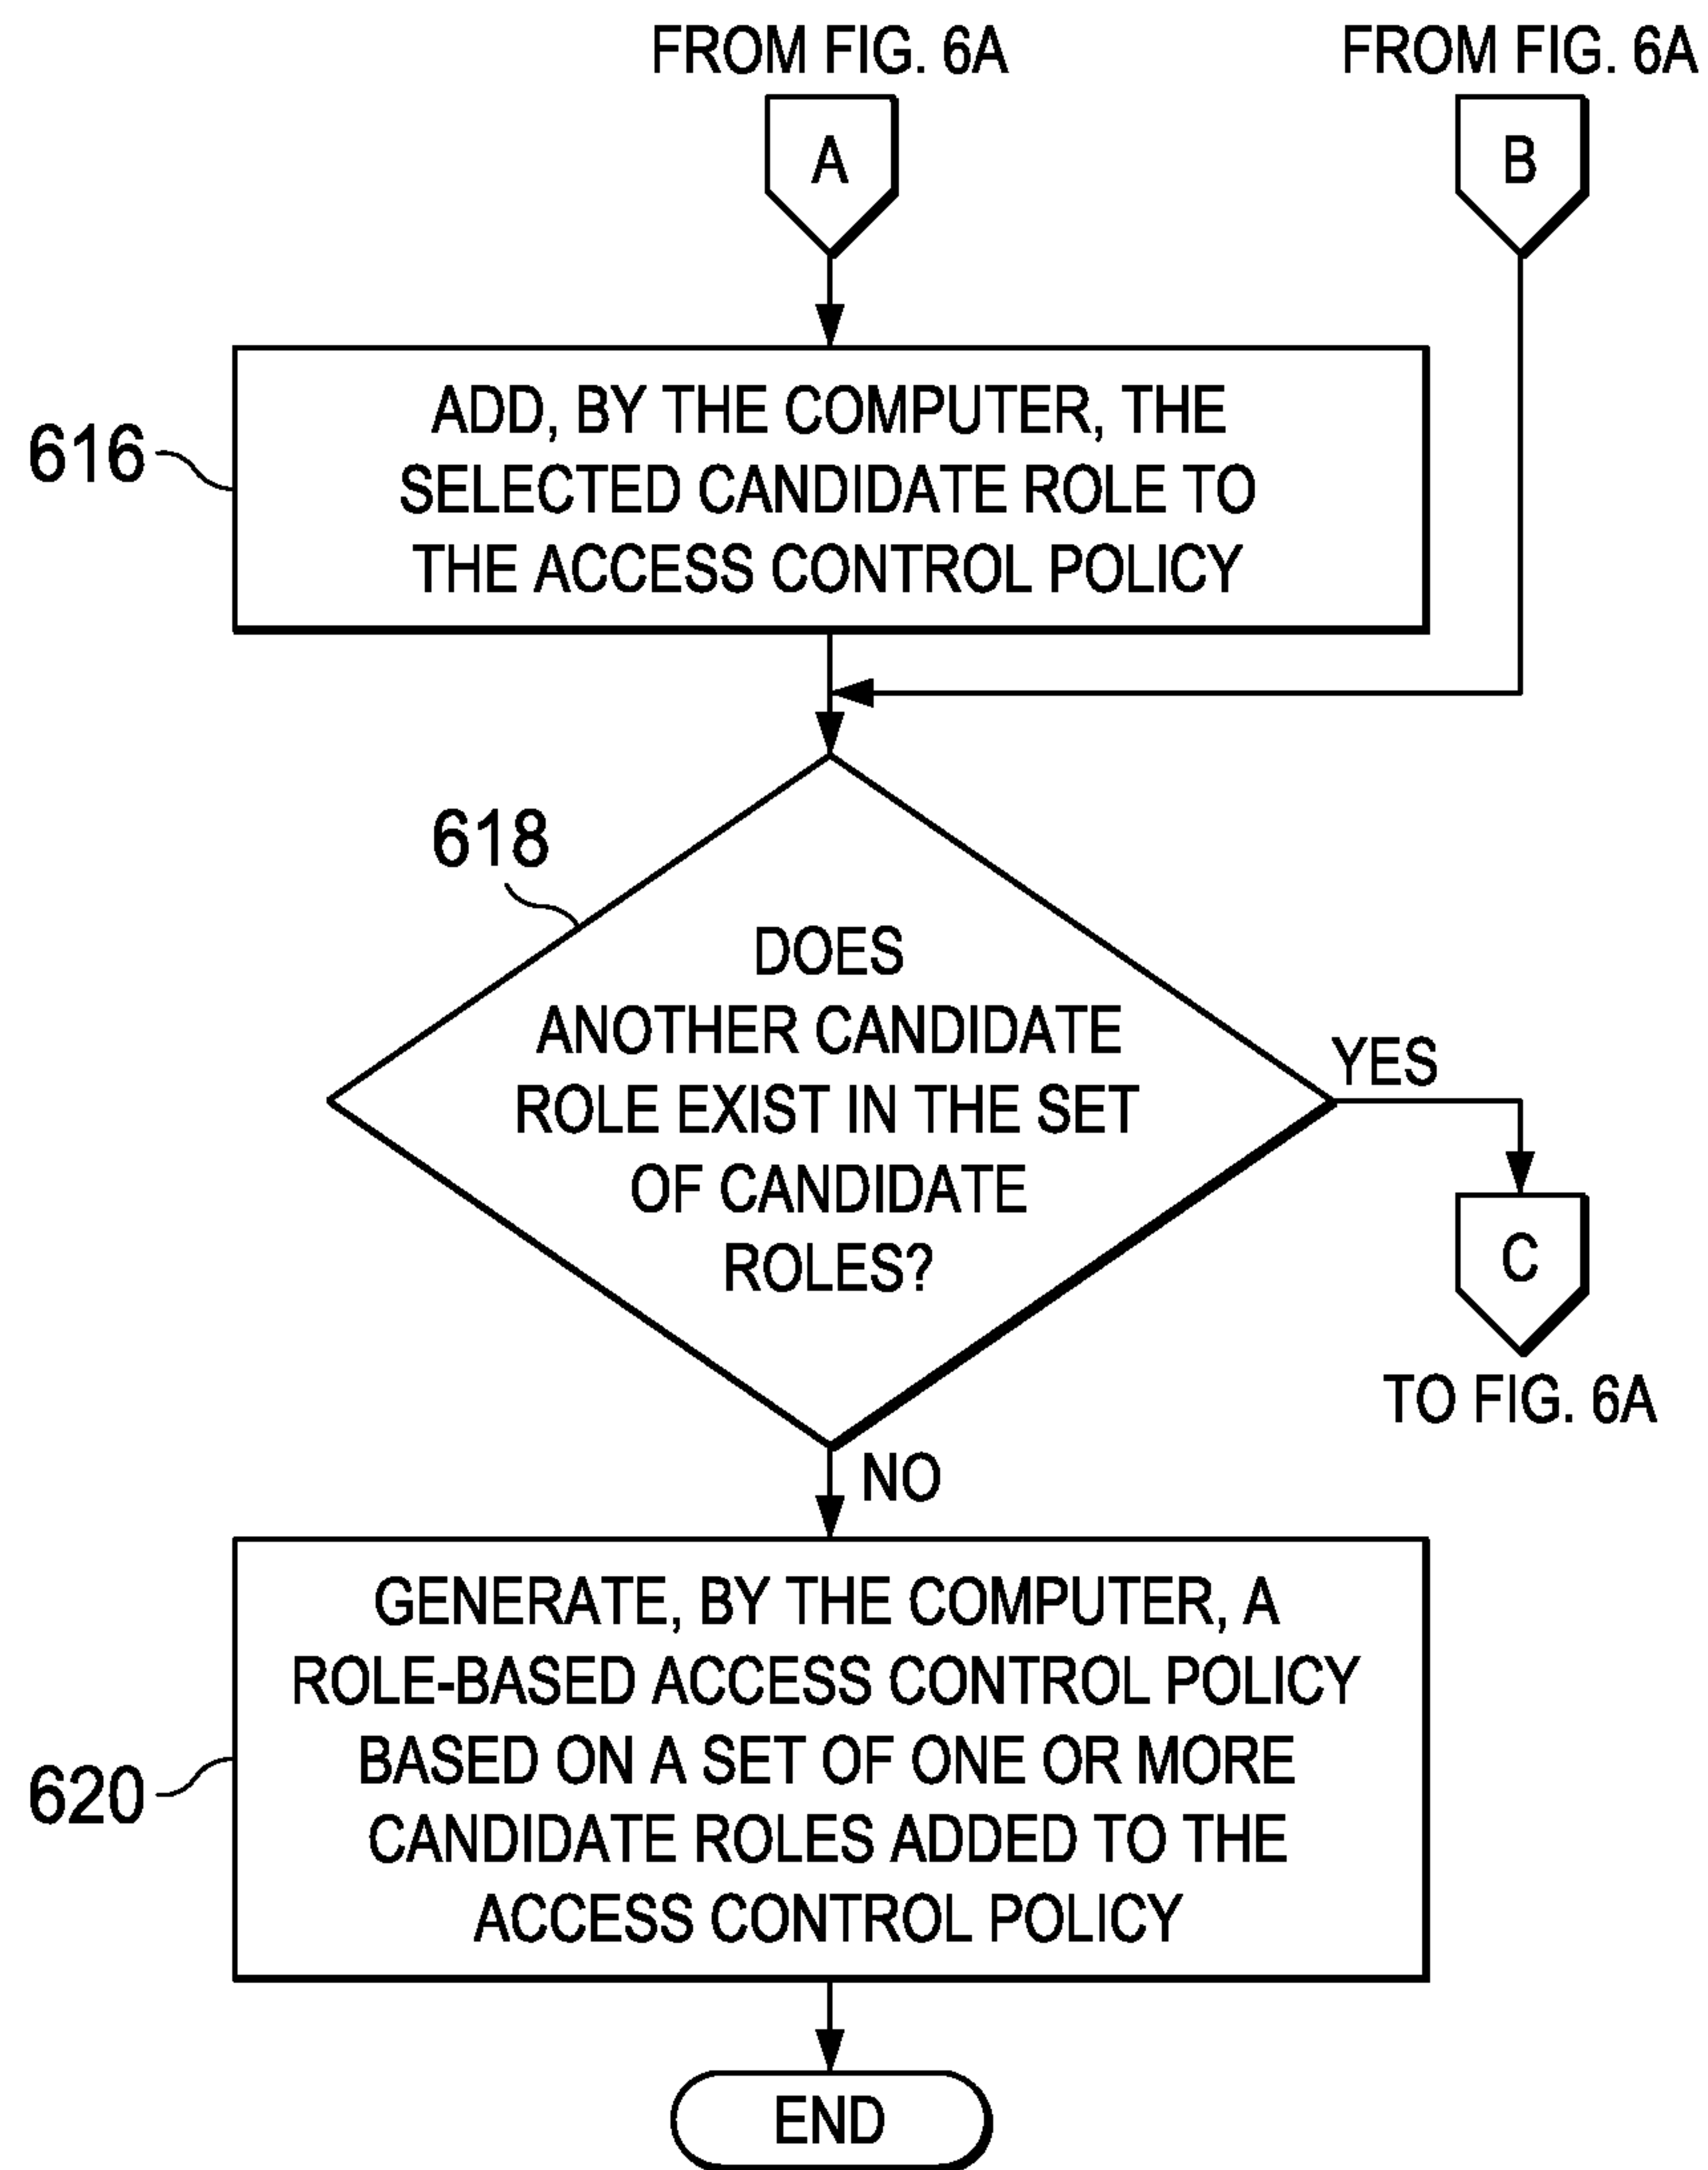 FROM FIG. 6A
FROM FIG. 6A
A
B
616
ADD, BY THE COMPUTER, THE
SELECTED CANDIDATE ROLE TO
THE ACCESS CONTROL POLICY
618
DOES
ANOTHER CANDIDATE
ROLE EXIST IN THE SET
OF CANDIDATE
ROLES?
YES
C
TO FIG. 6A
NO
620
GENERATE, BY THE COMPUTER, A
ROLE-BASED ACCESS CONTROL POLICY
BASED ON A SET OF ONE OR MORE
CANDIDATE ROLES ADDED TO THE
ACCESS CONTROL POLICY
END